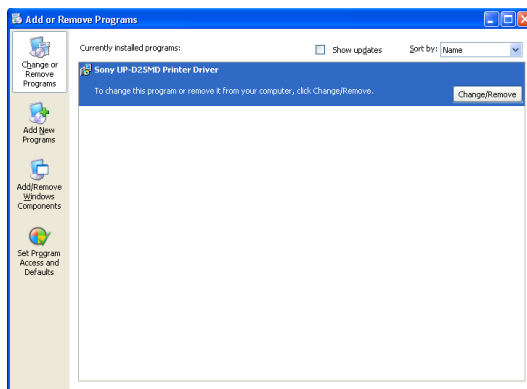 Add or Remove Programs
Change or
Remove
Programs
Currently installed programs:
Show updates
Sort by:
Name
Sony UP-D25MD Printer Driver
To change this program or remove it from your computer, click Change/Remove.
Change/Remove
Add New
Programs
Add/Remove
Windows
Components
Set Program
Access and
Defaults